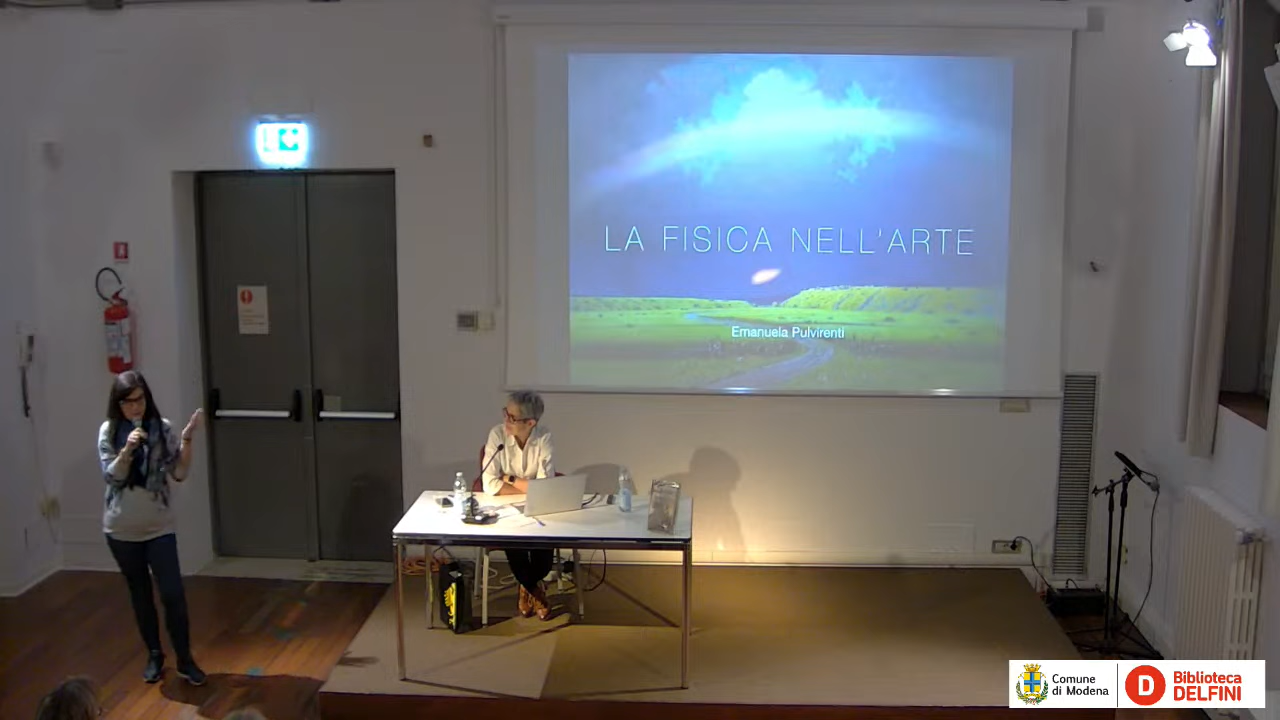 LA FISICA NELL'ARTE
Emanuela Pulvirenti
Comune
di Modena
D
Biblioteca
DELFINI